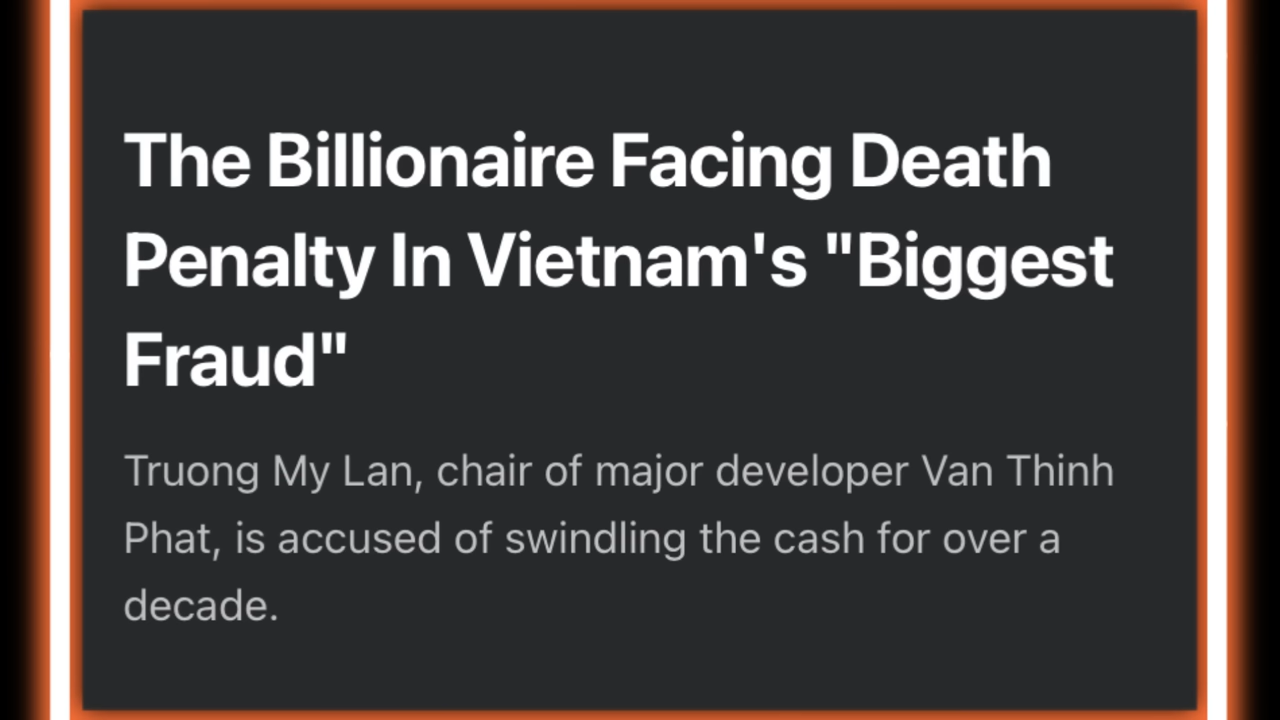 The Billionaire Facing Death
Penalty In Vietnam's "Biggest
Fraud"
Truong My Lan, chair of major developer Van Thinh
Phat, is accused of swindling the cash for over a
decade.